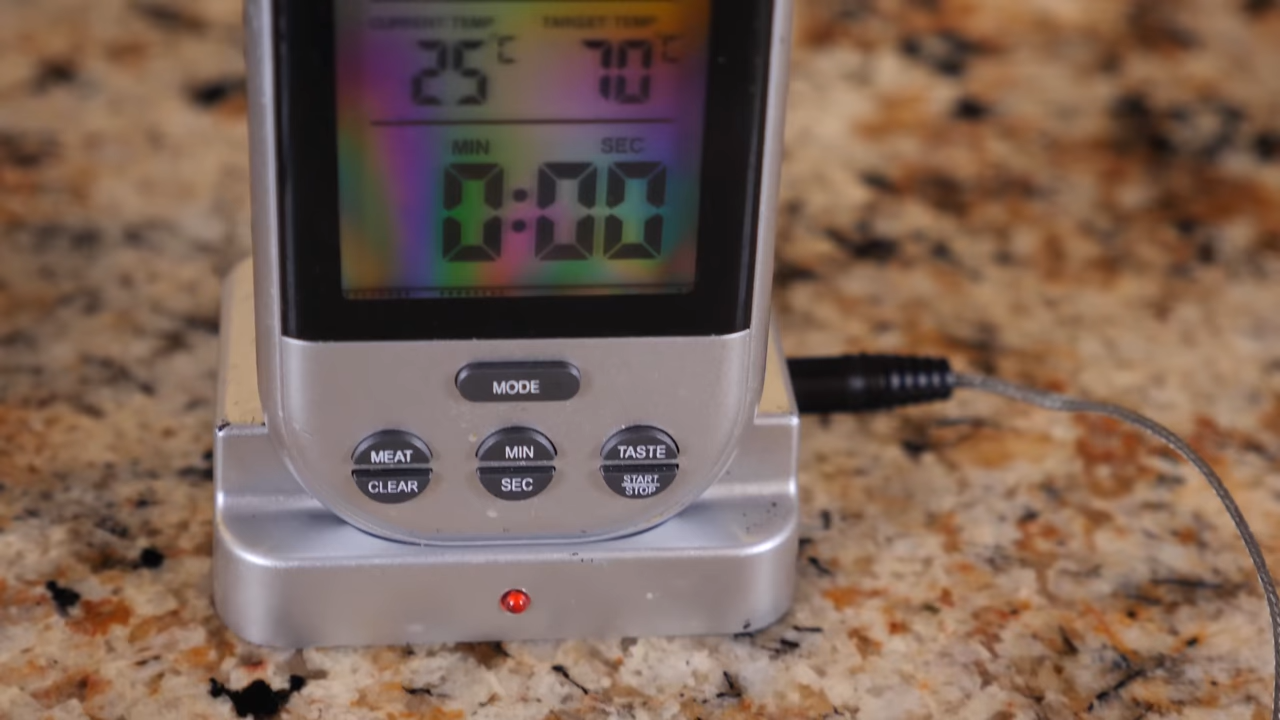 CURRENT TEMP TARGET TEMP
25°C 70°C
MIN SEC
0:00
MODE
MEAT MIN TASTE
CLEAR SEC START
STOP